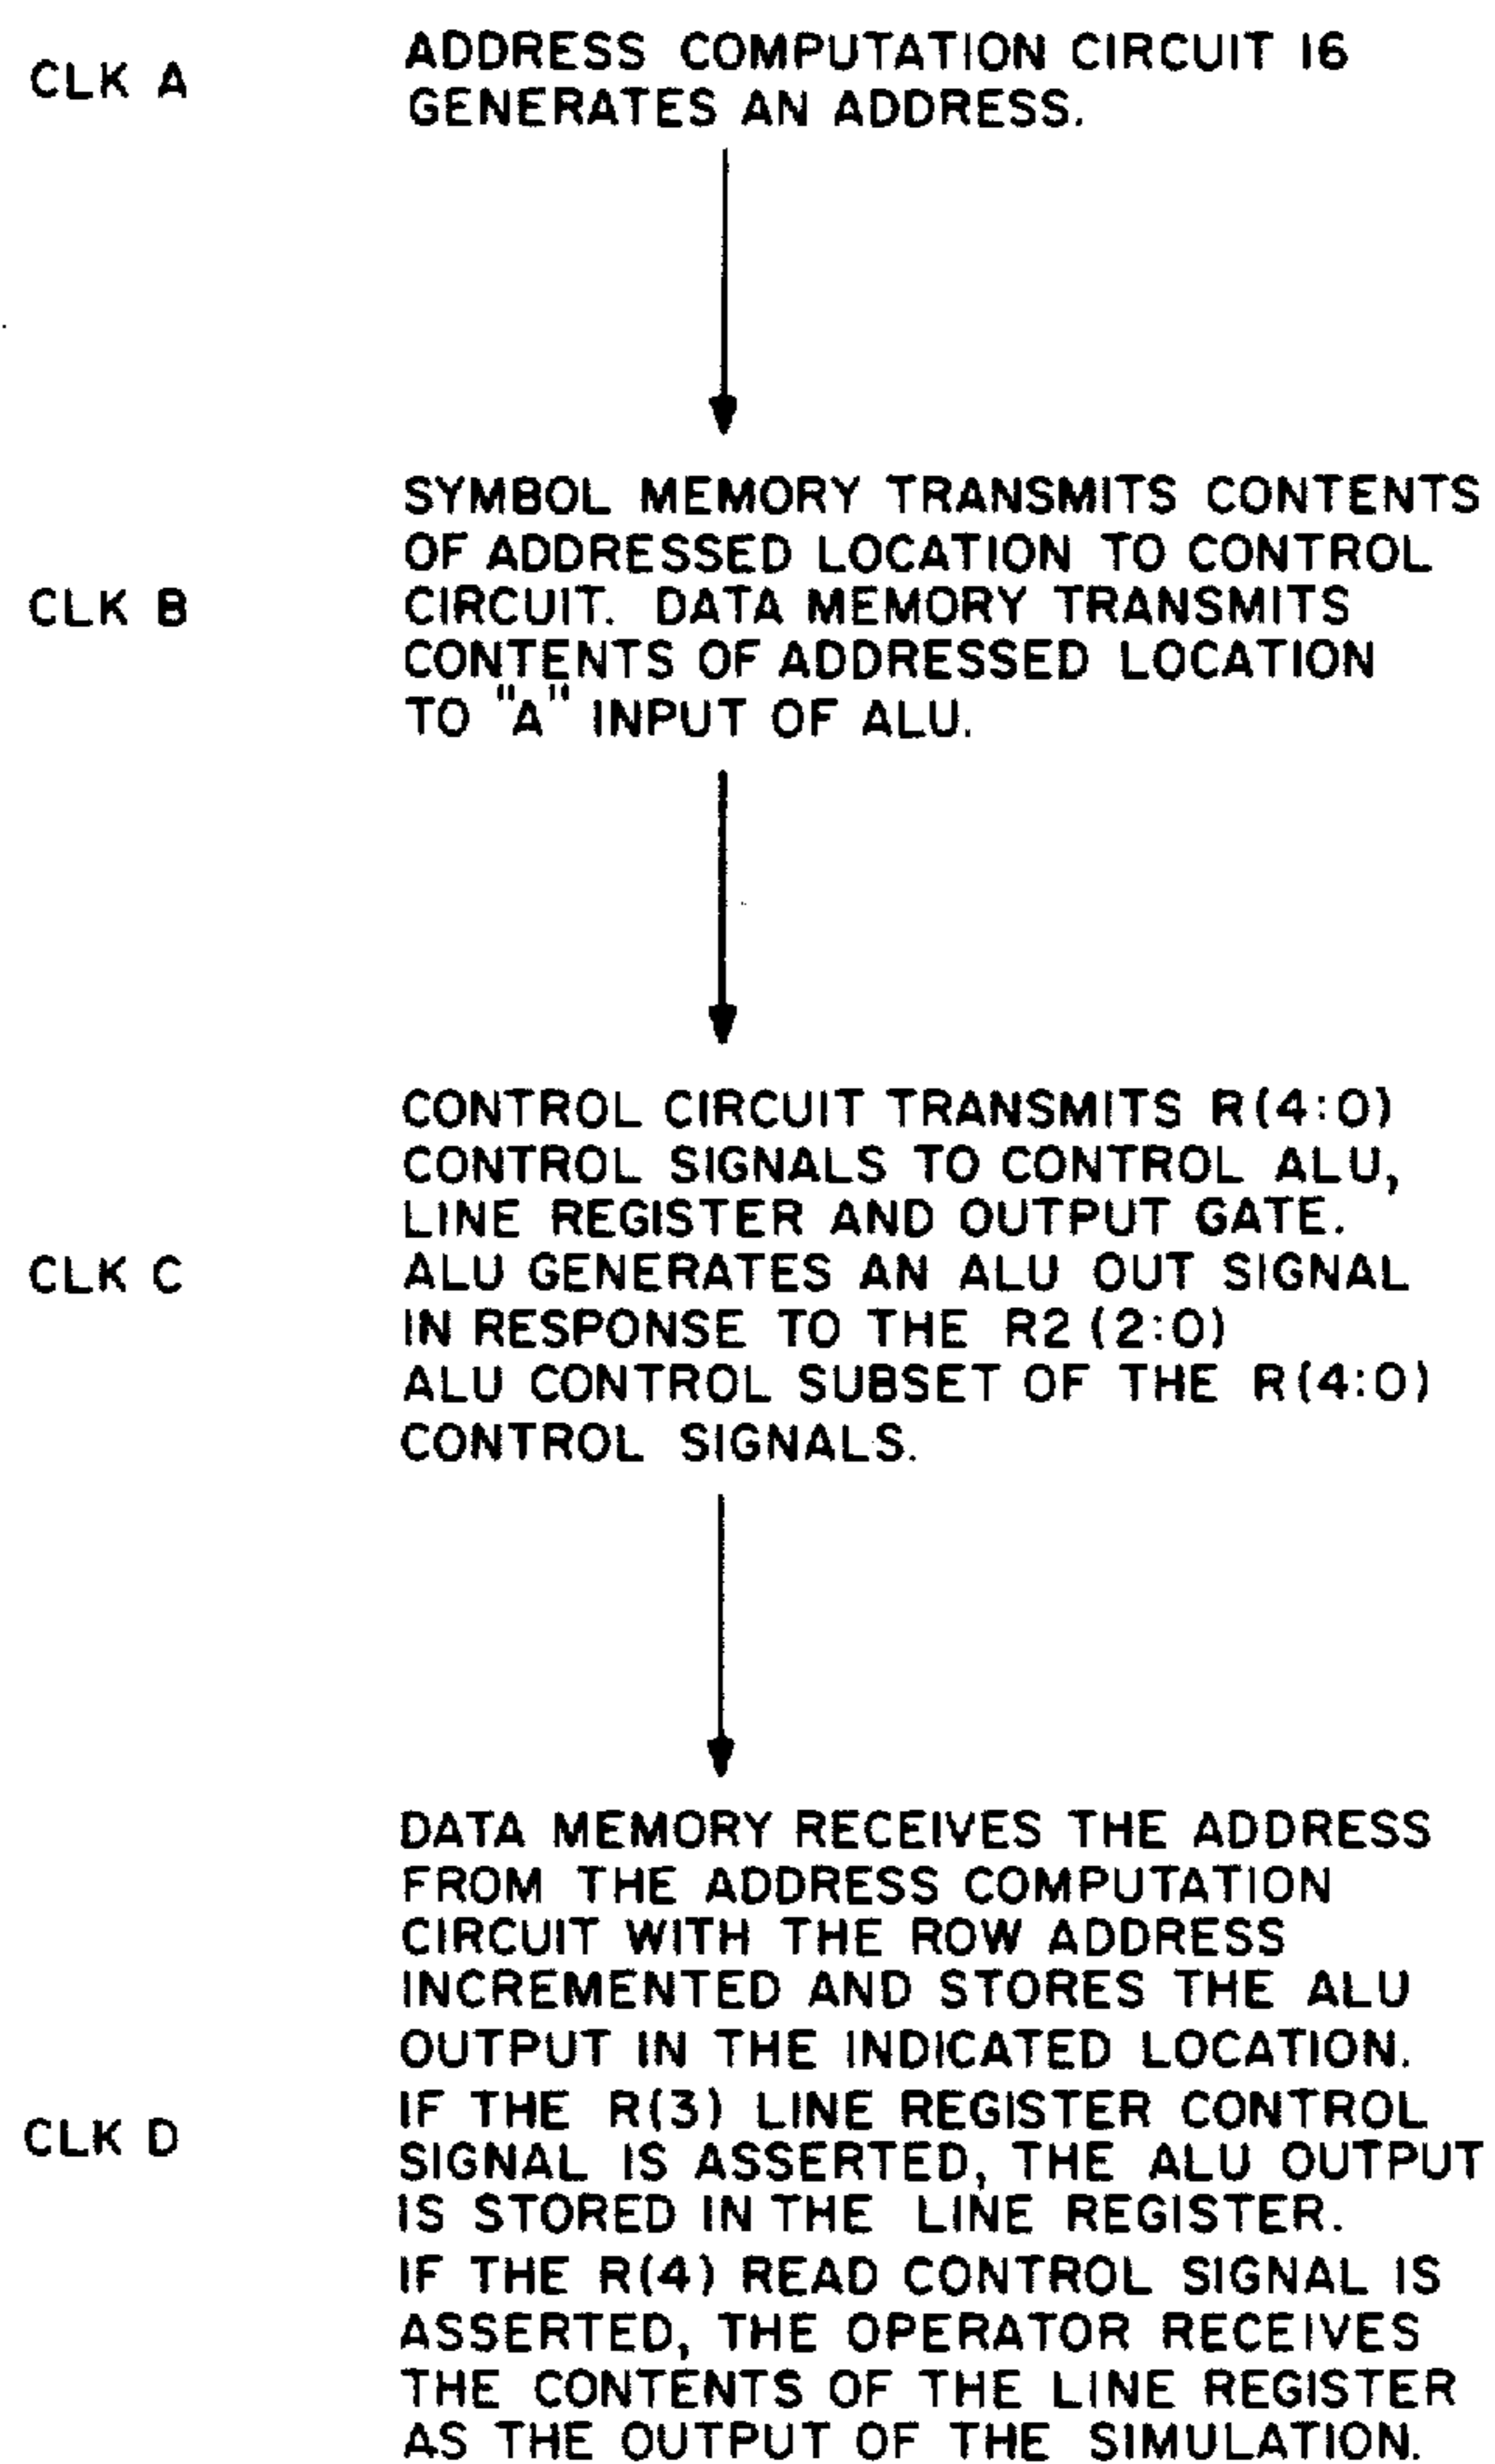 CLK A
ADDRESS COMPUTATION CIRCUIT 16
GENERATES AN ADDRESS.
SYMBOL MEMORY TRANSMITS CONTENTS
OF ADDRESSED LOCATION TO CONTROL
CLK B
CIRCUIT. DATA MEMORY TRANSMITS
CONTENTS OF ADDRESSED LOCATION
TO "A" INPUT OF ALU.
CONTROL CIRCUIT TRANSMITS R(4:0)
CONTROL SIGNALS TO CONTROL ALU,
LINE REGISTER AND OUTPUT GATE.
CLK C
ALU GENERATES AN ALU OUT SIGNAL
IN RESPONSE TO THE R2(2:0)
ALU CONTROL SUBSET OF THE R(4:0)
CONTROL SIGNALS.
DATA MEMORY RECEIVES THE ADDRESS
FROM THE ADDRESS COMPUTATION
CIRCUIT WITH THE ROW ADDRESS
INCREMENTED AND STORES THE ALU
OUTPUT IN THE INDICATED LOCATION.
IF THE R(3) LINE REGISTER CONTROL
CLK D
SIGNAL IS ASSERTED, THE ALU OUTPUT
IS STORED IN THE LINE REGISTER.
IF THE R(4) READ CONTROL SIGNAL IS
ASSERTED, THE OPERATOR RECEIVES
THE CONTENTS OF THE LINE REGISTER
AS THE OUTPUT OF THE SIMULATION.